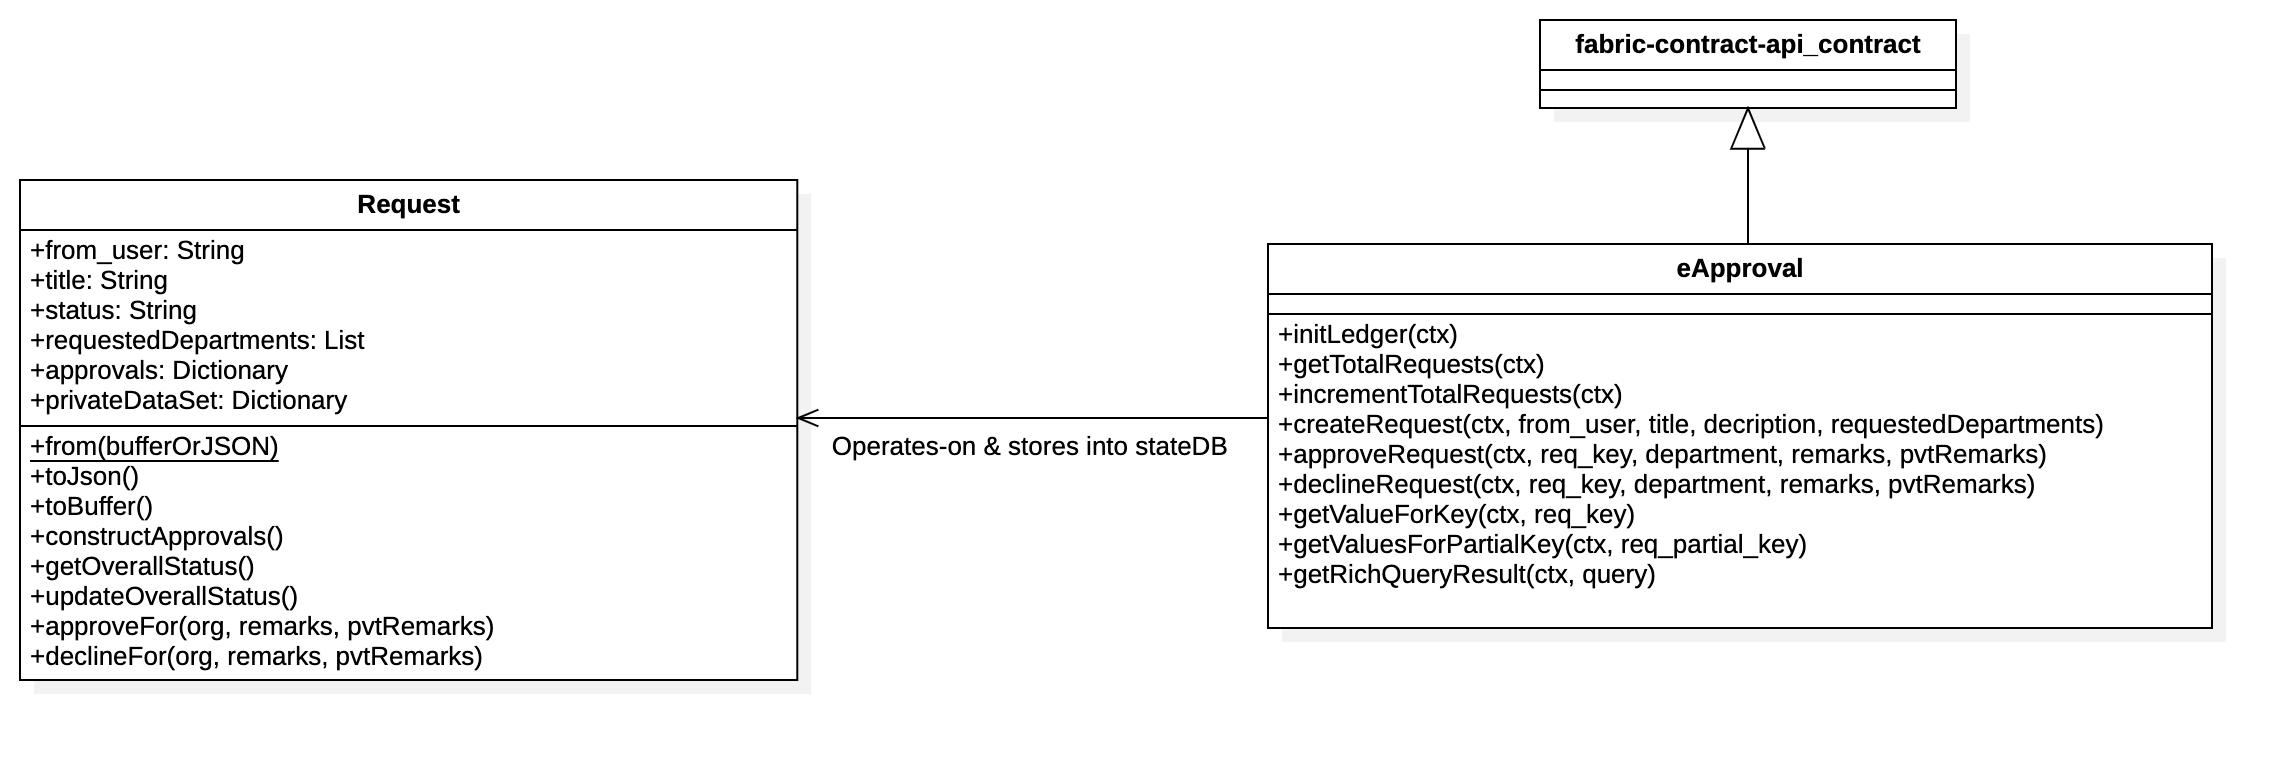 fabric-contract-api_contract
Request
+from_user: String
+title: String
+status: String
+requestedDepartments: List
+approvals: Dictionary
+privateDataSet: Dictionary
+from(bufferOrJSON)
+toJson()
+toBuffer()
+constructApprovals()
+getOverallStatus()
+updateOverallStatus()
+approveFor(org, remarks, pvtRemarks)
+declineFor(org, remarks, pvtRemarks)
Operates-on & stores into stateDB
eApproval
+initLedger(ctx)
+getTotalRequests(ctx)
+incrementTotalRequests(ctx)
+createRequest(ctx, from_user, title, decription, requestedDepartments)
+approveRequest(ctx, req_key, department, remarks, pvtRemarks)
+declineRequest(ctx, req_key, department, remarks, pvtRemarks)
+getValueForKey(ctx, req_key)
+getValuesForPartialKey(ctx, req_partial_key)
+getRichQueryResult(ctx, query)